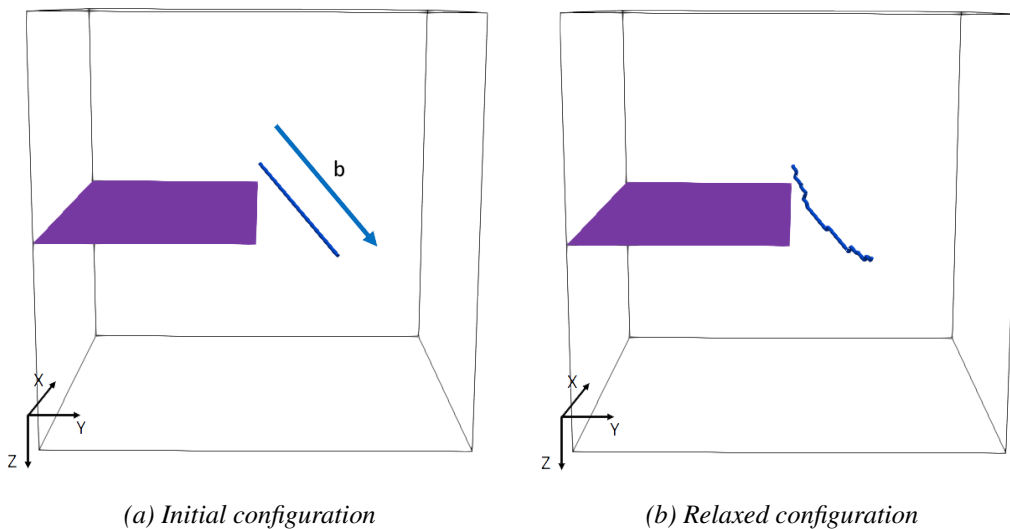 b
X
Y
Z
(a) Initial configuration
X
Y
Z
(b) Relaxed configuration